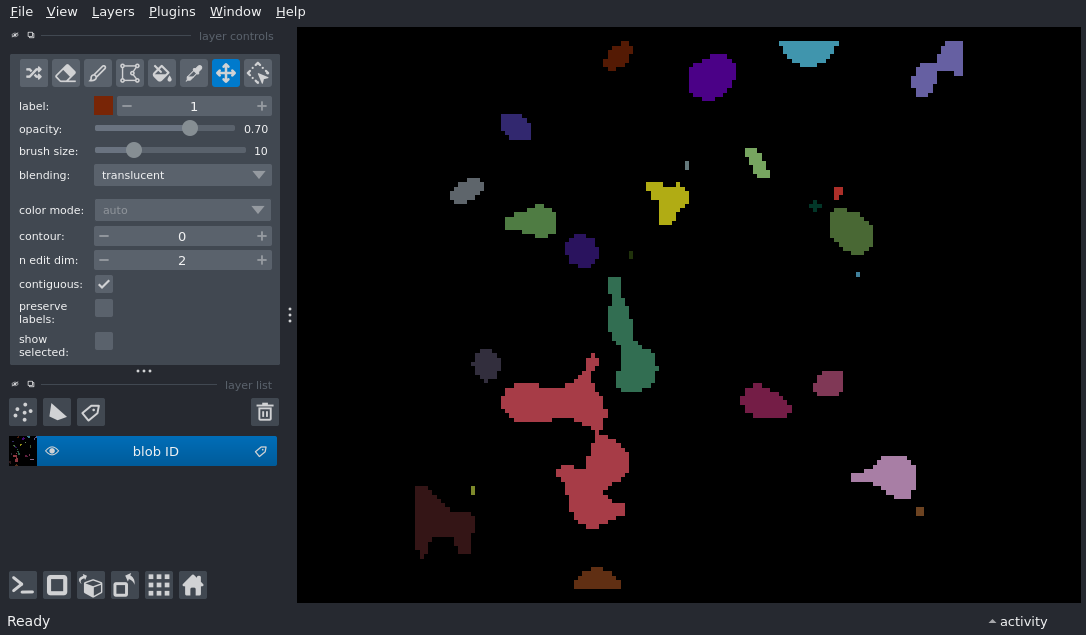 File View Layers Plugins Window Help
layer controls
label: 1
opacity: 0.70
brush size: 10
blending: translucent
color mode: auto
contour: 0
n edit dim: 2
contiguous:
preserve
labels:
show
selected:
layer list
blob ID
Ready
activity